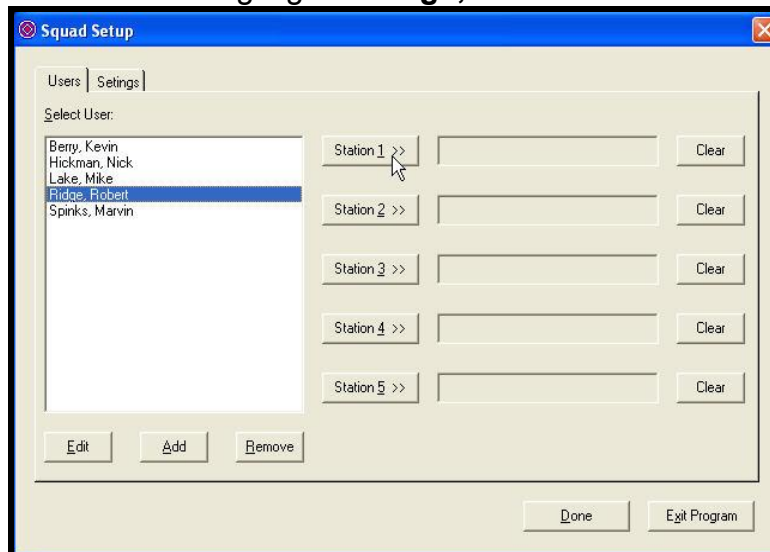 Squad Setup
Users Setings
Select User:
Berry, Kevin
Hickman, Nick
Lake, Mike
Ridge, Robert
Spinks, Marvin
Station 1 >> Clear
Station 2 >> Clear
Station 3 >> Clear
Station 4 >> Clear
Station 5 >> Clear
Edit Add Remove
Done Exit Program